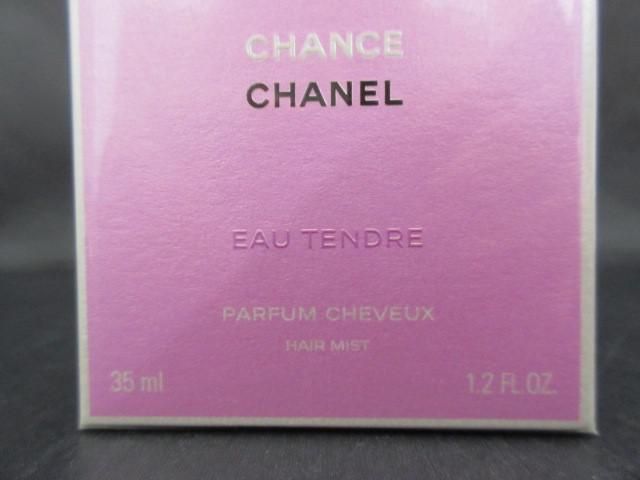 CHANCE
CHANEL
EAU TENDRE
PARFUM CHEVEUX
HAIR MIST
35 ml 1.2 FL.OZ.